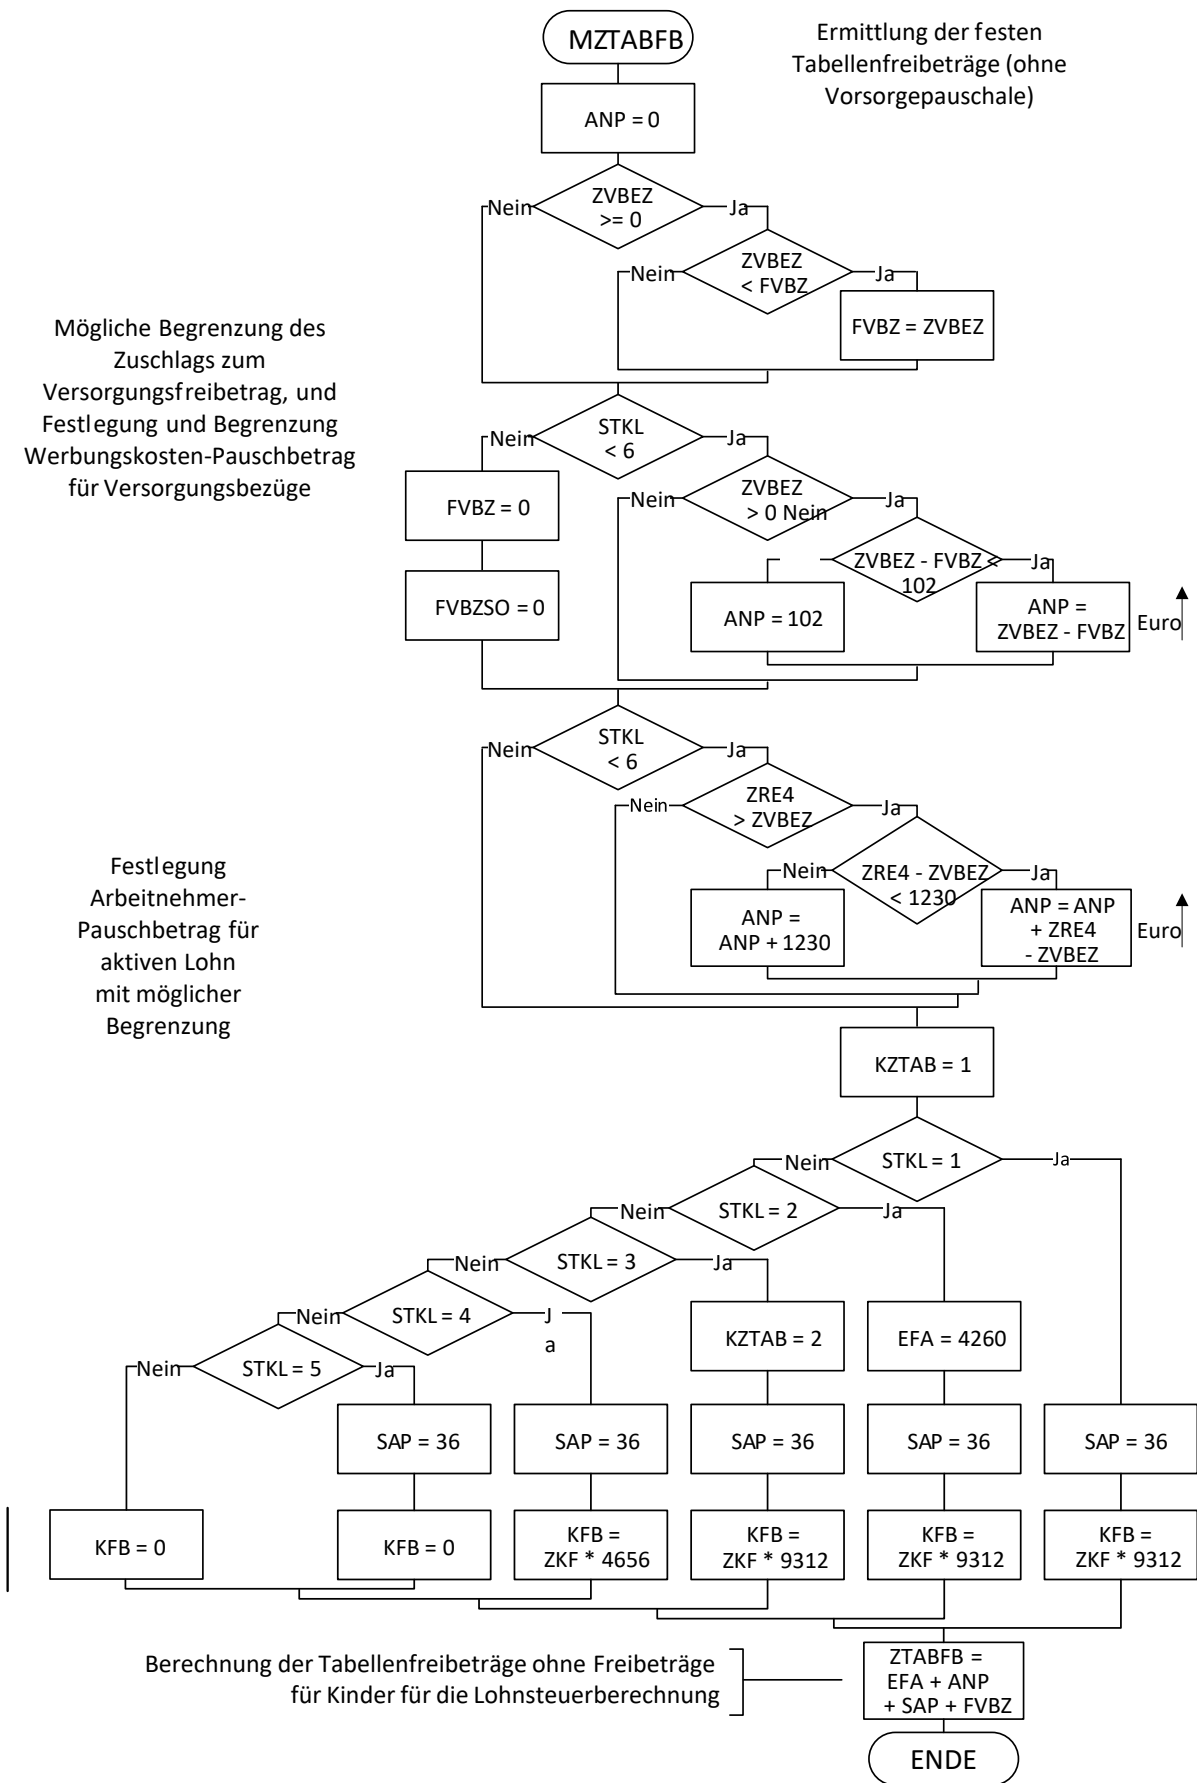 MZTABFB
Ermittlung der festen
Tabellenfreibeträge (ohne
Vorsorgepauschale)
ANP = 0
ZVBEZ
>= 0
Nein
Ja
ZVBEZ
< FVBZ
Nein
Ja
FVBZ = ZVBEZ
Mögliche Begrenzung des
Zuschlags zum
Versorgungsfreibetrag, und
Festlegung und Begrenzung
Werbungskosten-Pauschbetrag
für Versorgungsbezüge
STKL
< 6
Nein
Ja
FVBZ = 0
FVBZSO = 0
ZVBEZ
> 0 Nein
Nein
Ja
ZVBEZ - FVBZ <
102
Ja
ANP = 102
ANP =
ZVBEZ - FVBZ
Euro
STKL
< 6
Nein
Ja
ZRE4
> ZVBEZ
Nein
Ja
ZRE4 - ZVBEZ
< 1230
Nein
Ja
ANP =
ANP + 1230
ANP = ANP
+ ZRE4
- ZVBEZ
Euro
Festlegung
Arbeitnehmer-
Pauschbetrag für
aktiven Lohn
mit möglicher
Begrenzung
KZTAB = 1
STKL = 1
Nein
Ja
STKL = 2
Nein
Ja
STKL = 3
Nein
Ja
STKL = 4
Nein
J
a
STKL = 5
Nein
Ja
KZTAB = 2
EFA = 4260
SAP = 36
SAP = 36
SAP = 36
SAP = 36
SAP = 36
KFB = 0
KFB = 0
KFB =
ZKF * 4656
KFB =
ZKF * 9312
KFB =
ZKF * 9312
KFB =
ZKF * 9312
Berechnung der Tabellenfreibeträge ohne Freibeträge
für Kinder für die Lohnsteuerberechnung
ZTABFB =
EFA + ANP
+ SAP + FVBZ
ENDE